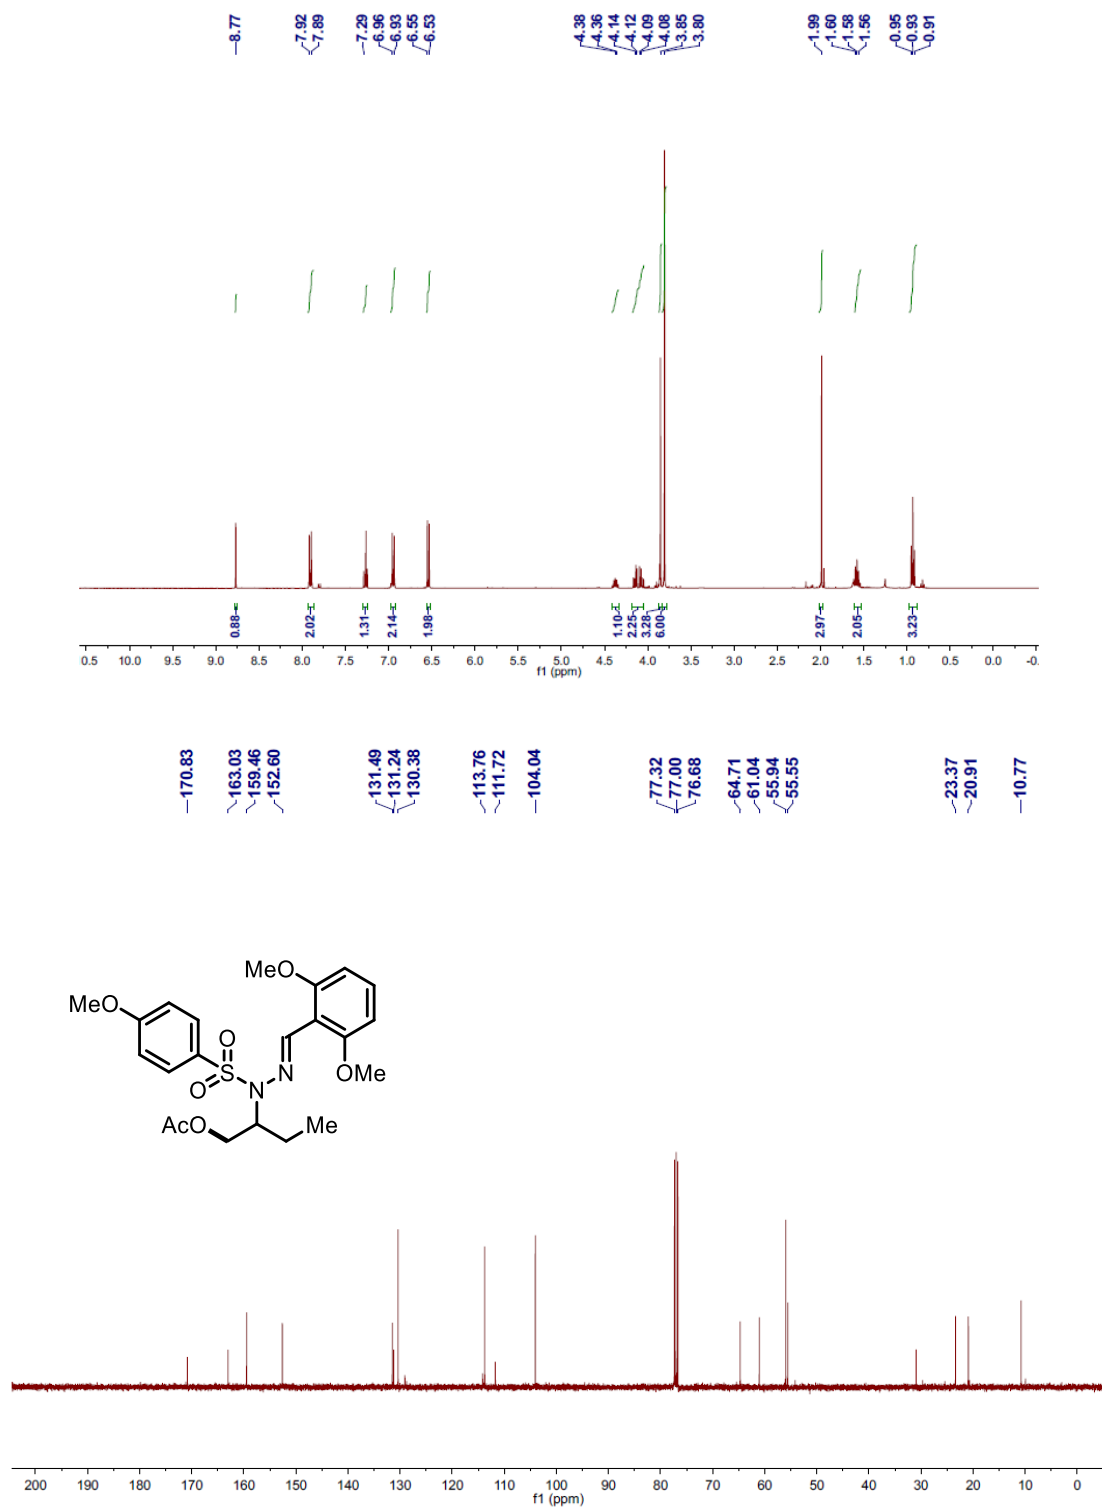 8.77 7.92 7.89 7.29 6.96 6.93 6.55 6.53 4.38 4.36 4.14 4.12 4.09 4.08 3.85 3.80 1.99 1.60 1.58 1.56 0.95 0.93 0.91
0.88 2.02 1.31 2.14 1.98 1.10 2.25 3.28 6.00 2.97 2.05 3.23
0.5 10.0 9.5 9.0 8.5 8.0 7.5 7.0 6.5 6.0 5.5 5.0 4.5 4.0 3.5 3.0 2.5 2.0 1.5 1.0 0.5 0.0 -0.
f1 (ppm)
170.83 163.03 159.46 152.60 131.49 131.24 130.38 113.76 111.72 104.04 77.32 77.00 76.68 64.71 61.04 55.94 55.55 23.37 20.91 10.77
MeO
MeO
O
S
O
N
N
OMe
AcO
Me
200 190 180 170 160 150 140 130 120 110 100 90 80 70 60 50 40 30 20 10 0
f1 (ppm)